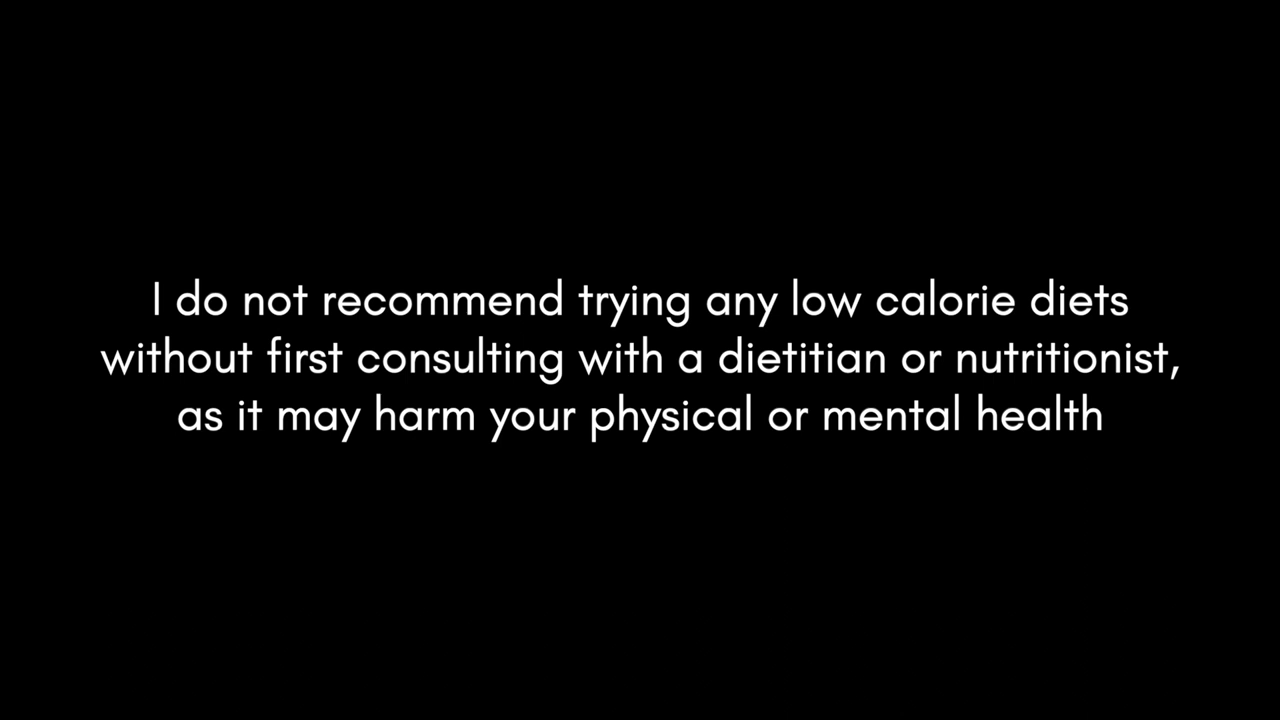 I do not recommend trying any low calorie diets
without first consulting with a dietitian or nutritionist,
as it may harm your physical or mental health